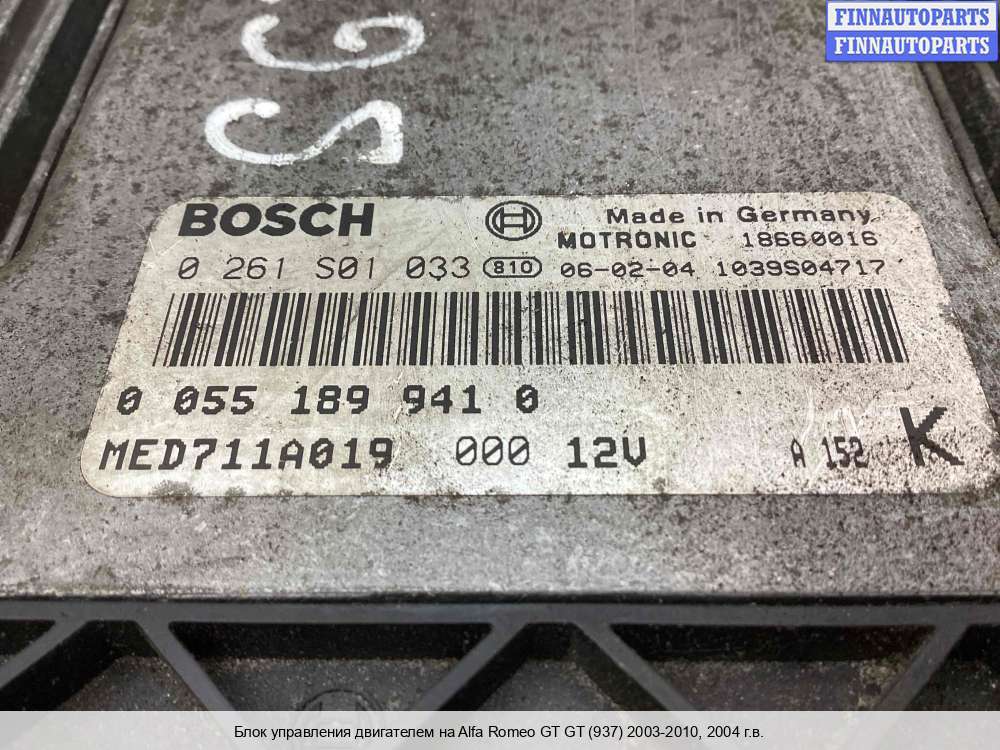 FINNAUTOPARTS
FINNAUTOPARTS
BOSCH
Made in Germany
MOTRONIC 18660016
0 261 S01 033 810 06-02-04 1039S04717
0 055 189 941 0
MED711A019 000 12V A 152 K
Блок управления двигателем на Alfa Romeo GT GT (937) 2003-2010, 2004 г.в.